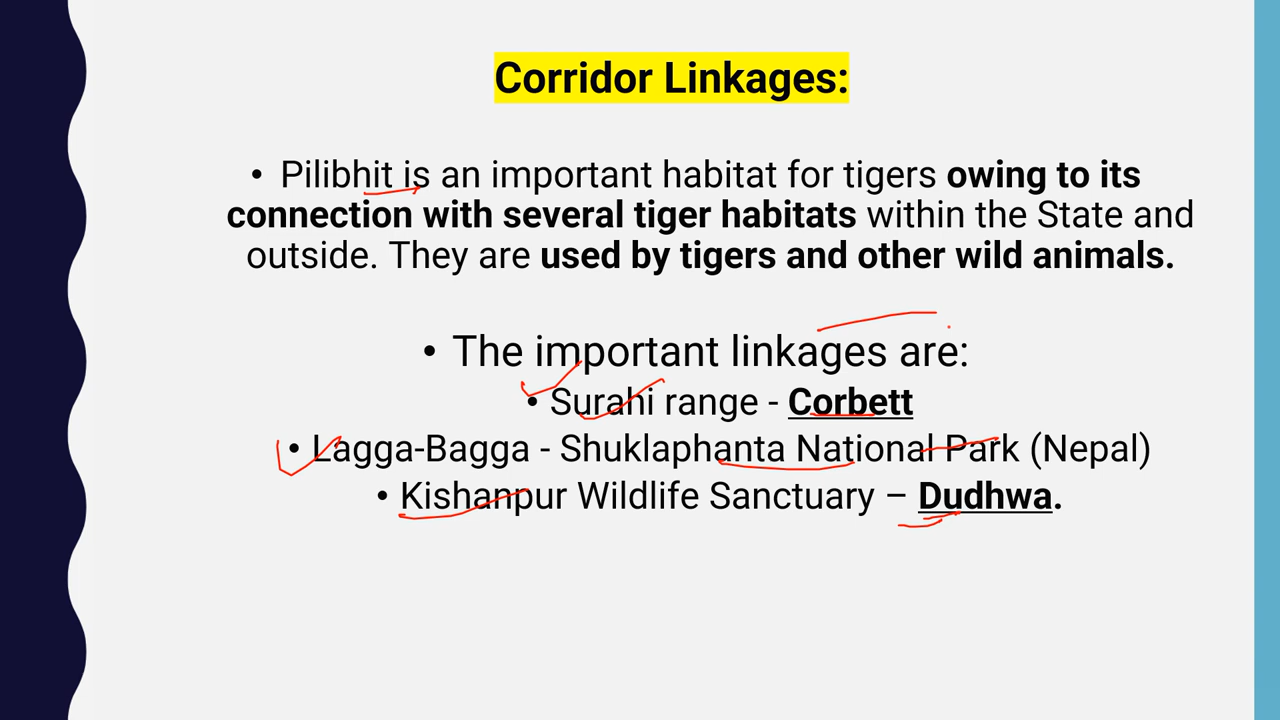 Corridor Linkages:
• Pilibhit is an important habitat for tigers owing to its
connection with several tiger habitats within the State and
outside. They are used by tigers and other wild animals.
• The important linkages are:
• Surahi range - Corbett
• Lagga-Bagga - Shuklaphanta National Park (Nepal)
• Kishanpur Wildlife Sanctuary – Dudhwa.